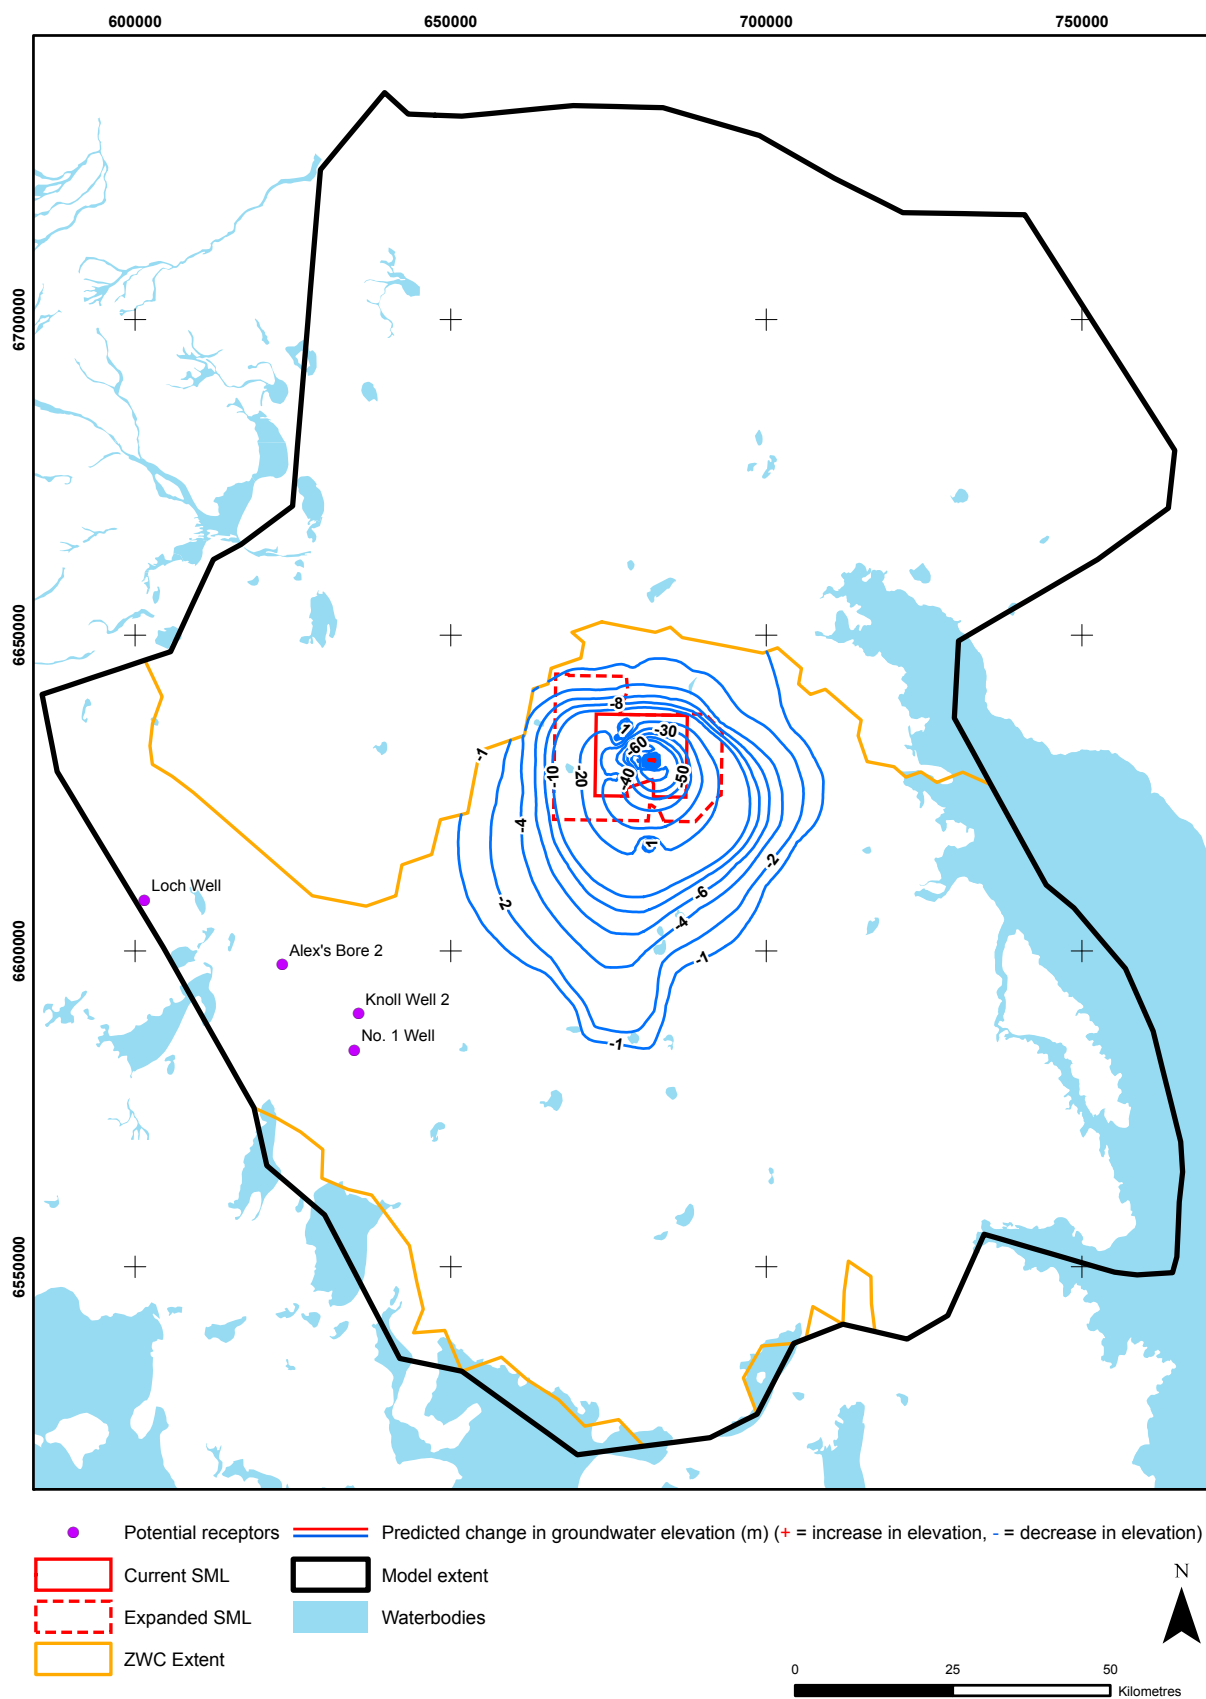 600000 650000 700000 750000
6700000
6650000
6600000
6550000
-8
1
-30
-60
-1
-10
-20
-40
-50
-4
1
-2
-2
-6
-4
-1
-1
Loch Well
Alex's Bore 2
Knoll Well 2
No. 1 Well
Potential receptors
Predicted change in groundwater elevation (m) (+ = increase in elevation, - = decrease in elevation)
Current SML
Model extent
Expanded SML
Waterbodies
ZWC Extent
N
0 25 50
Kilometres